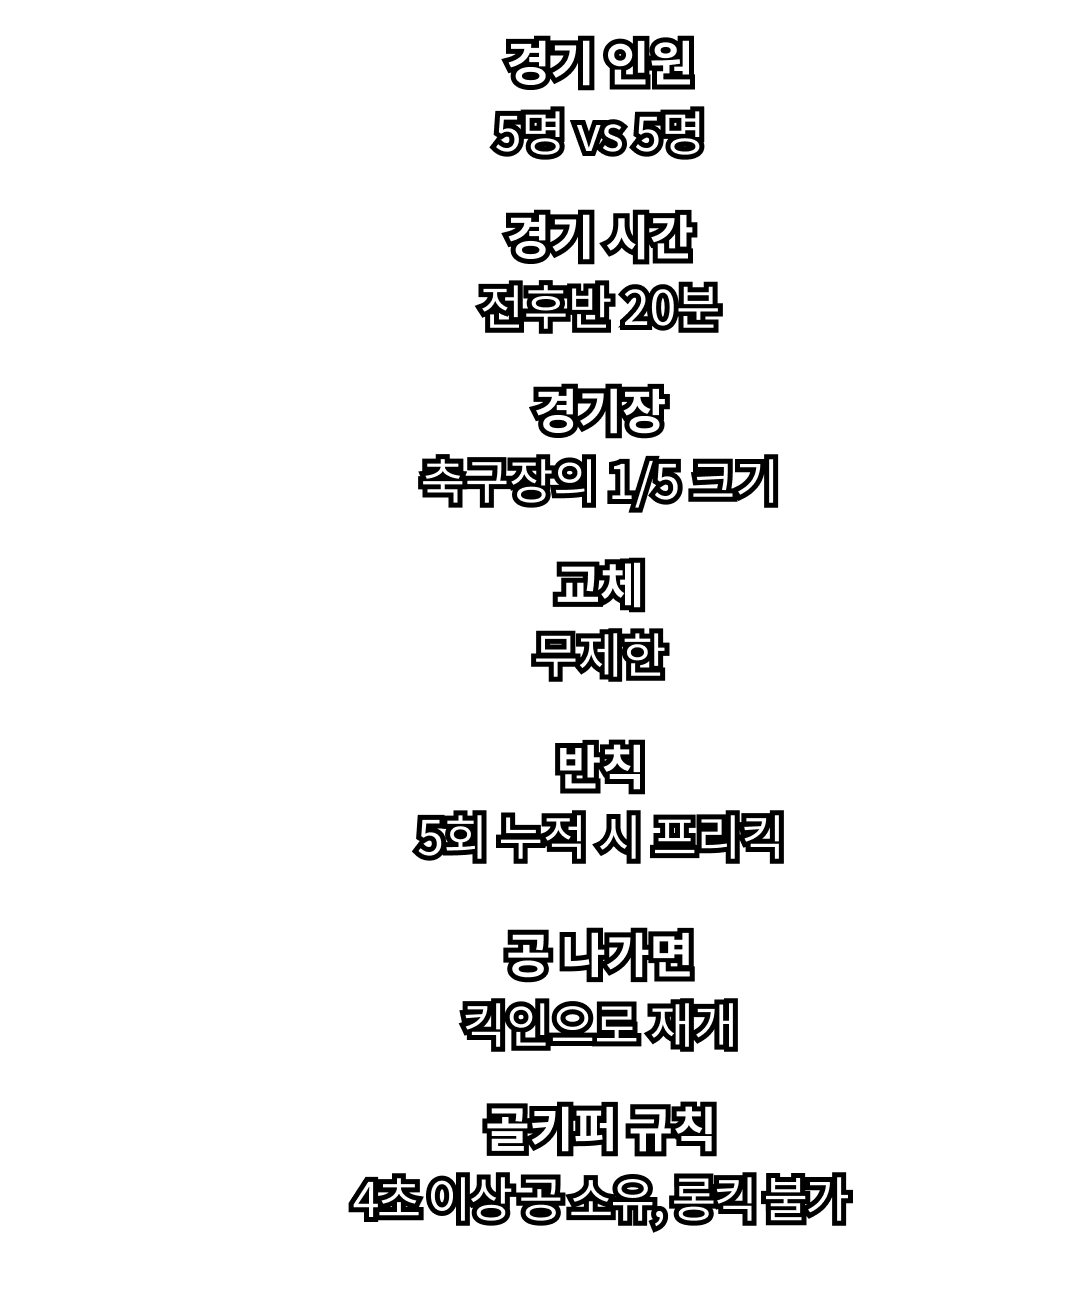 경기 인원
5명 vs 5명
경기 시간
전후반 20분
경기장
축구장의 1/5 크기
교체
무제한
반칙
5회 누적 시 프리킥
공 나가면
킥인으로 재개
골키퍼 규칙
4초 이상 공 소유, 롱킥 불가